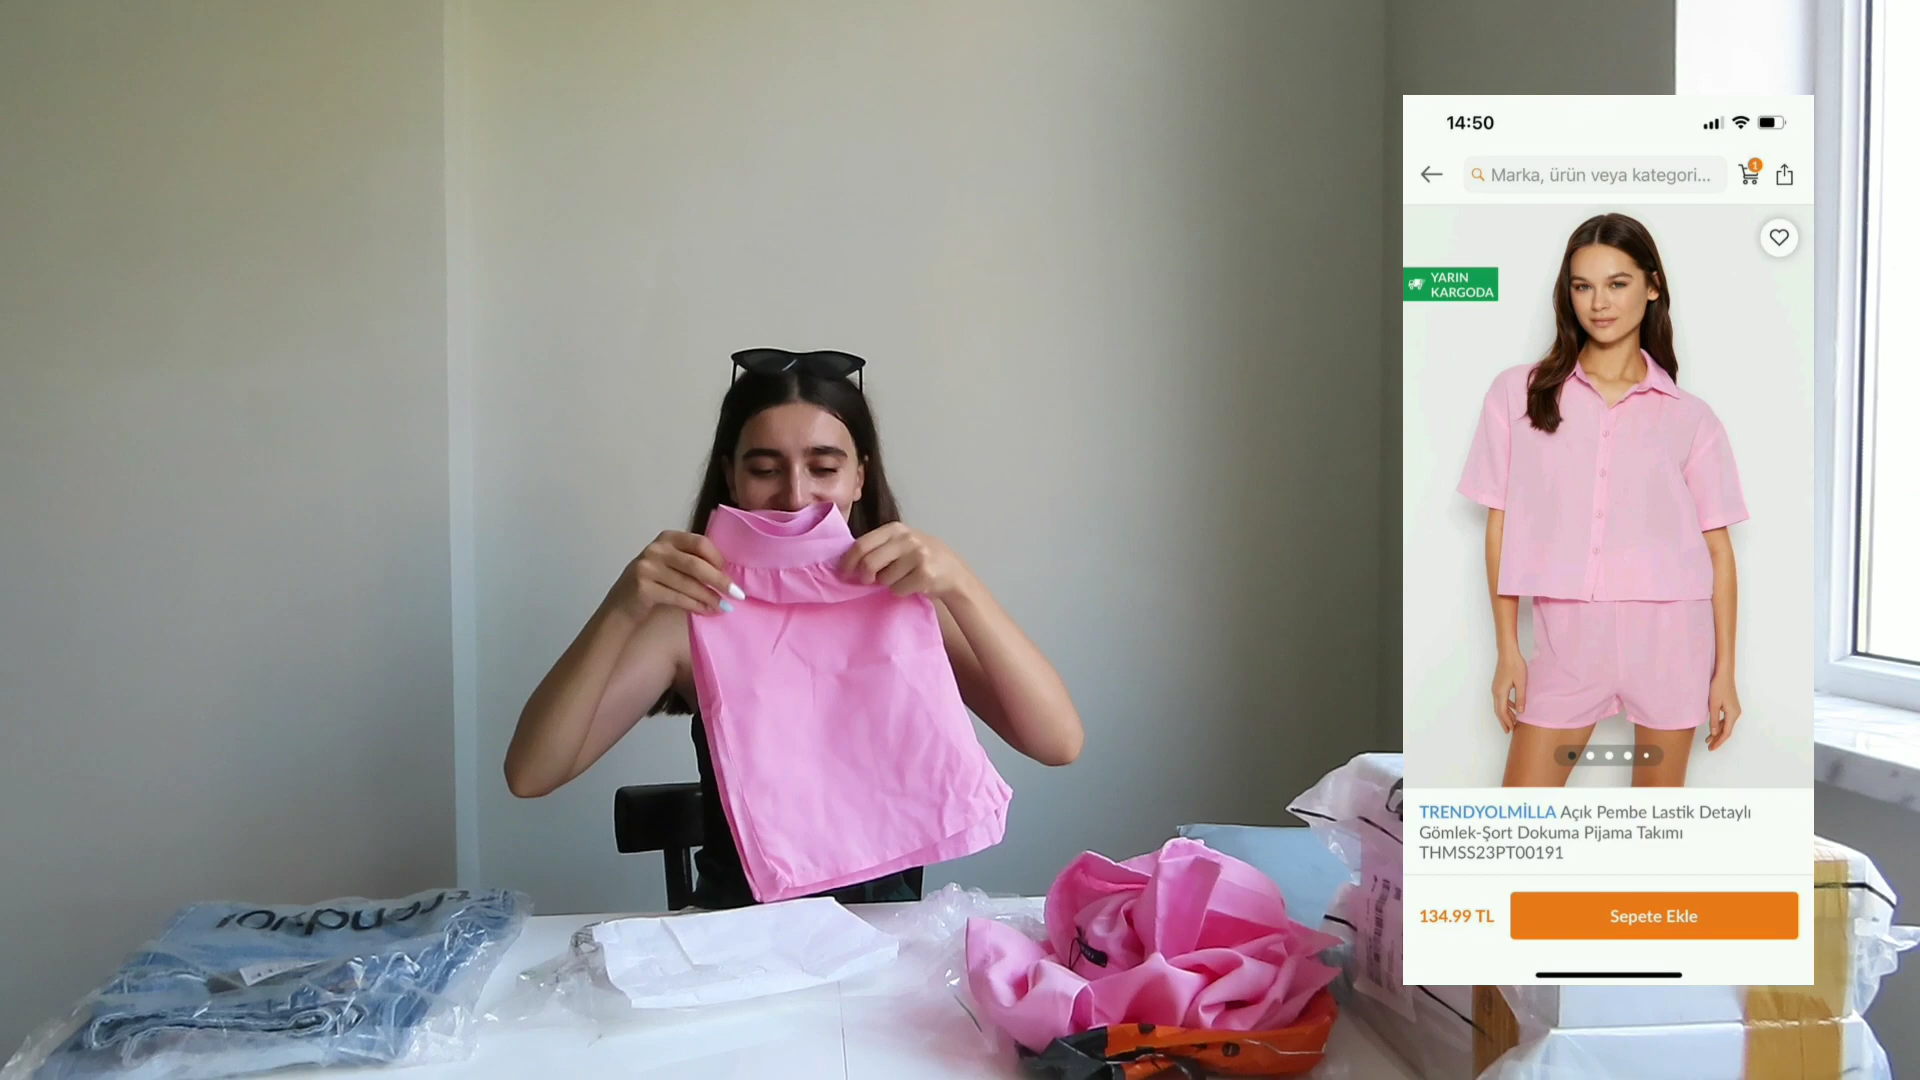 14:50
Marka, ürün veya kategori...
1
YARIN
KARGODA
TRENDYOLMİLLA Açık Pembe Lastik Detaylı
Gömlek-Şort Dokuma Pijama Takımı
THMSS23PT00191
134.99 TL
Sepete Ekle
trendyol